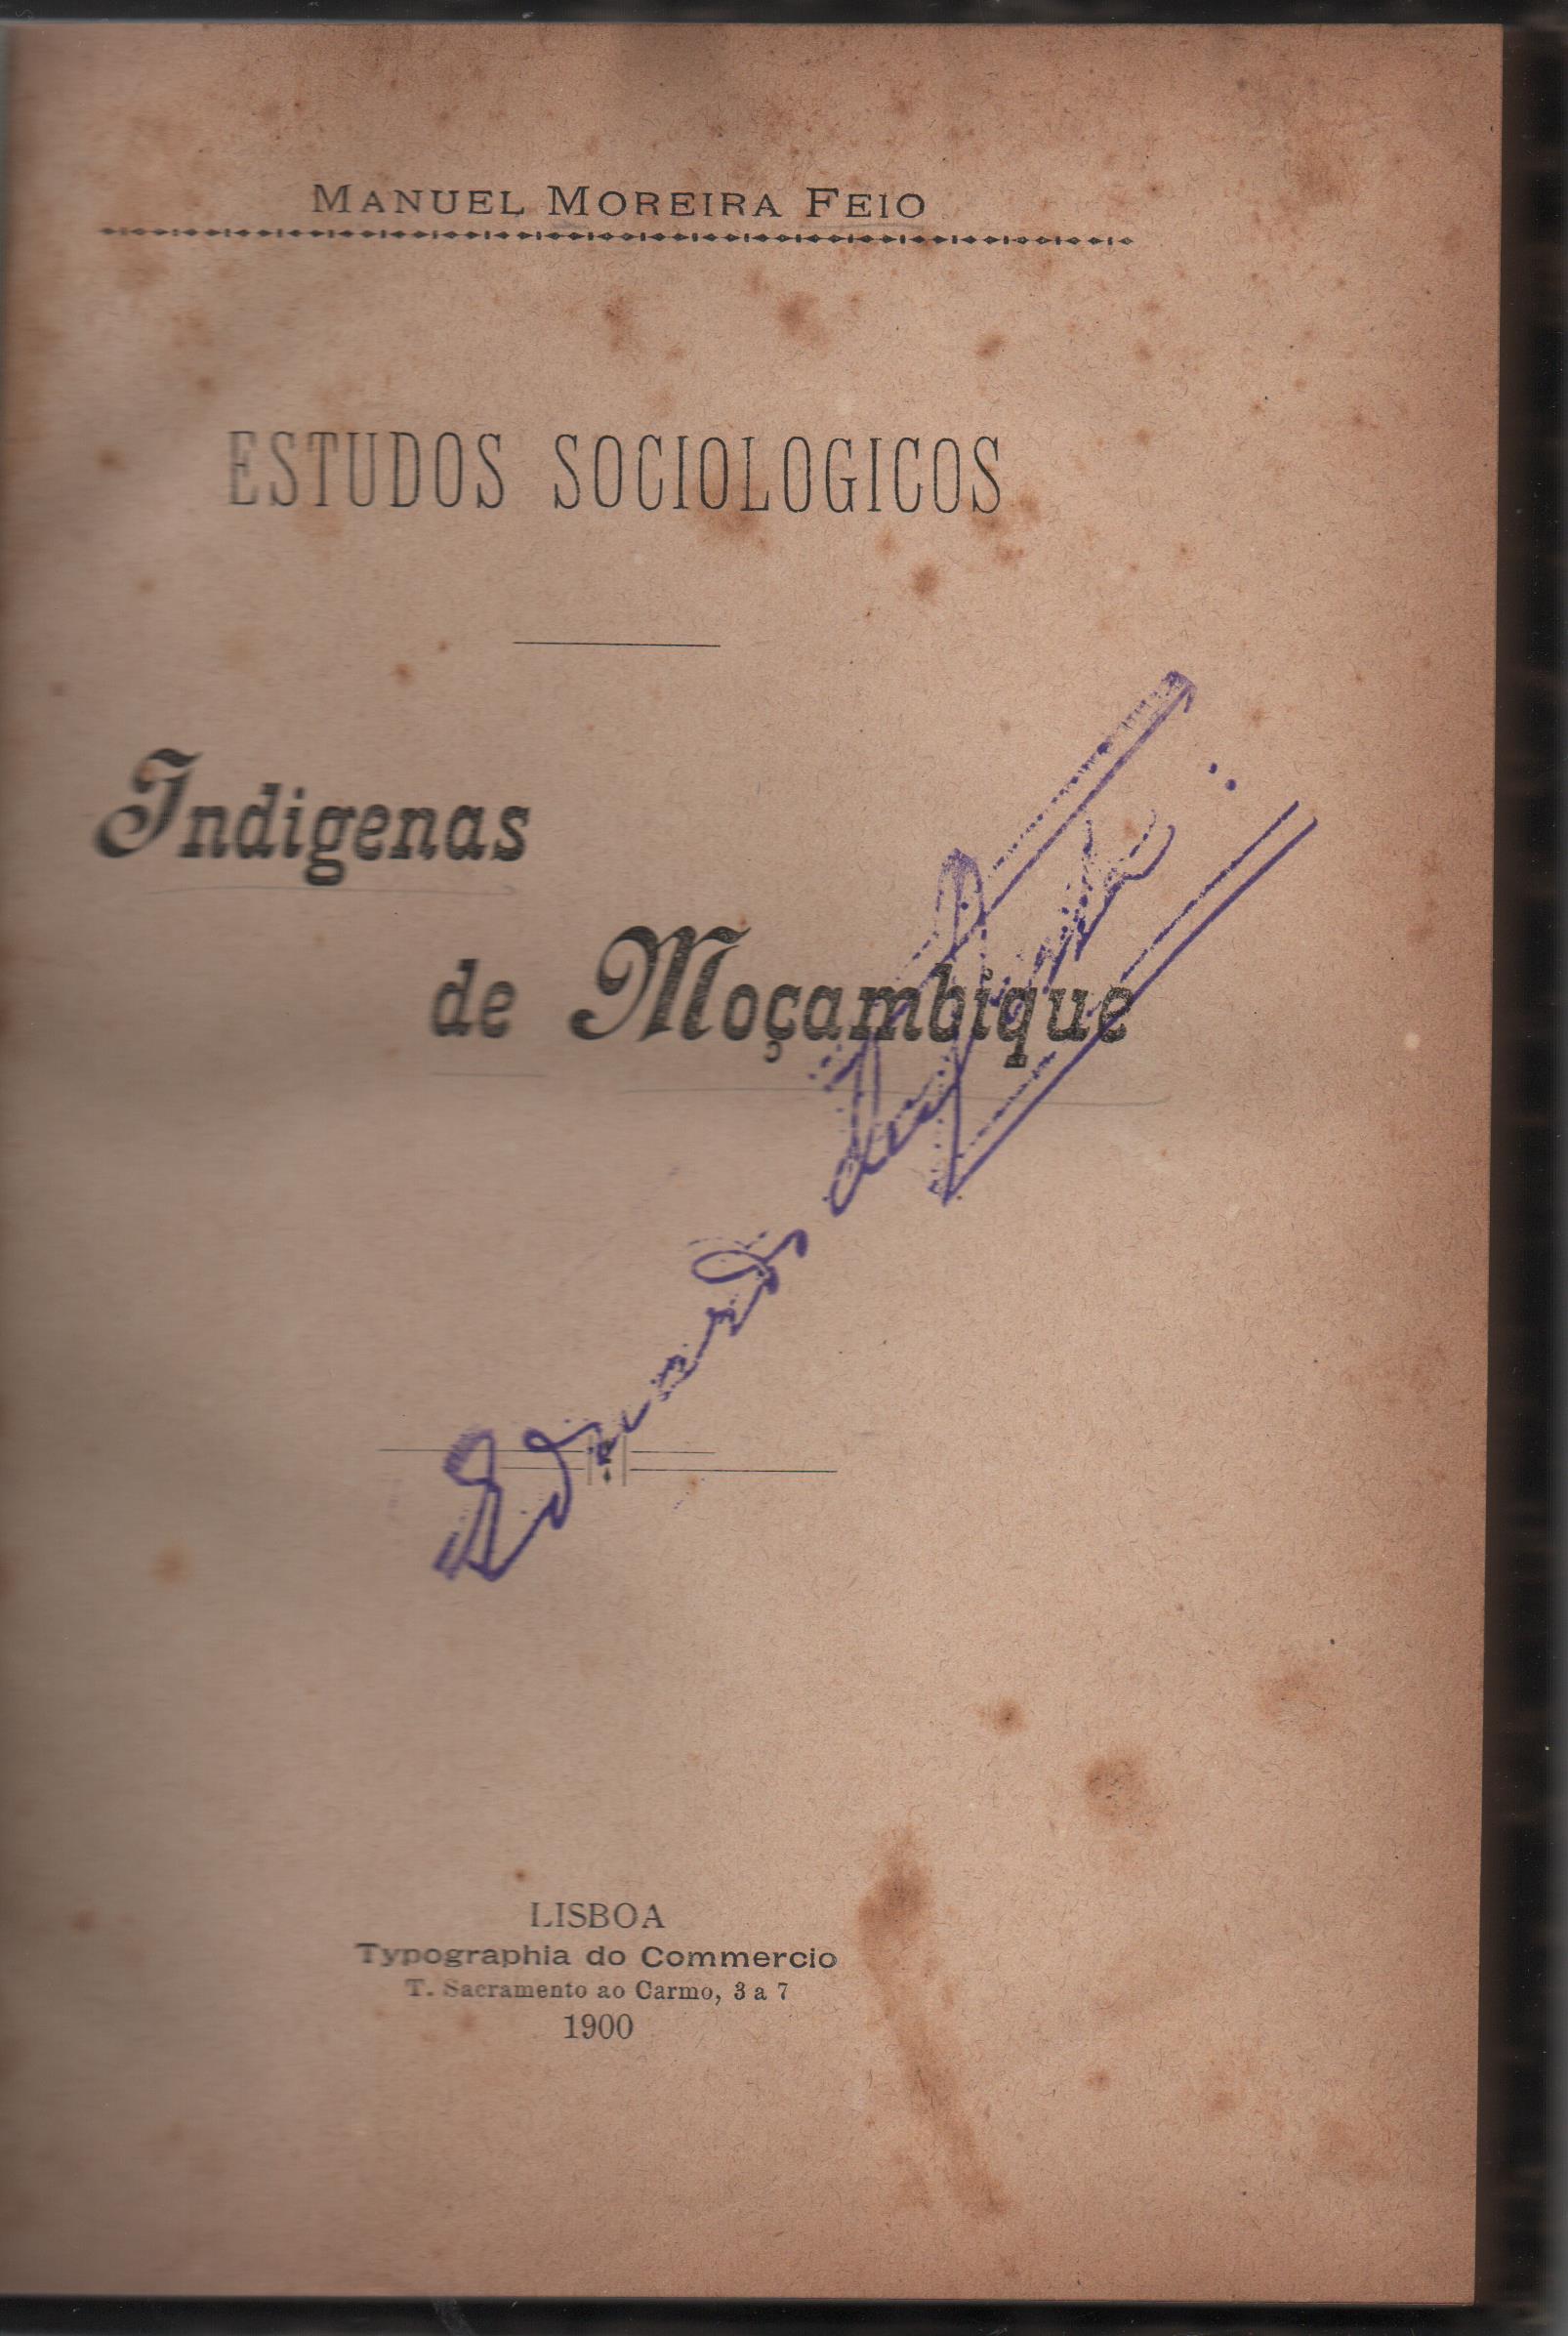 MANUEL MOREIRA FEIO
ESTUDOS SOCIOLOGICOS
Indigenas
de Moçambique
LISBOA
Typographia do Commercio
T. Sacramento ao Carmo, 3 a 7
1900